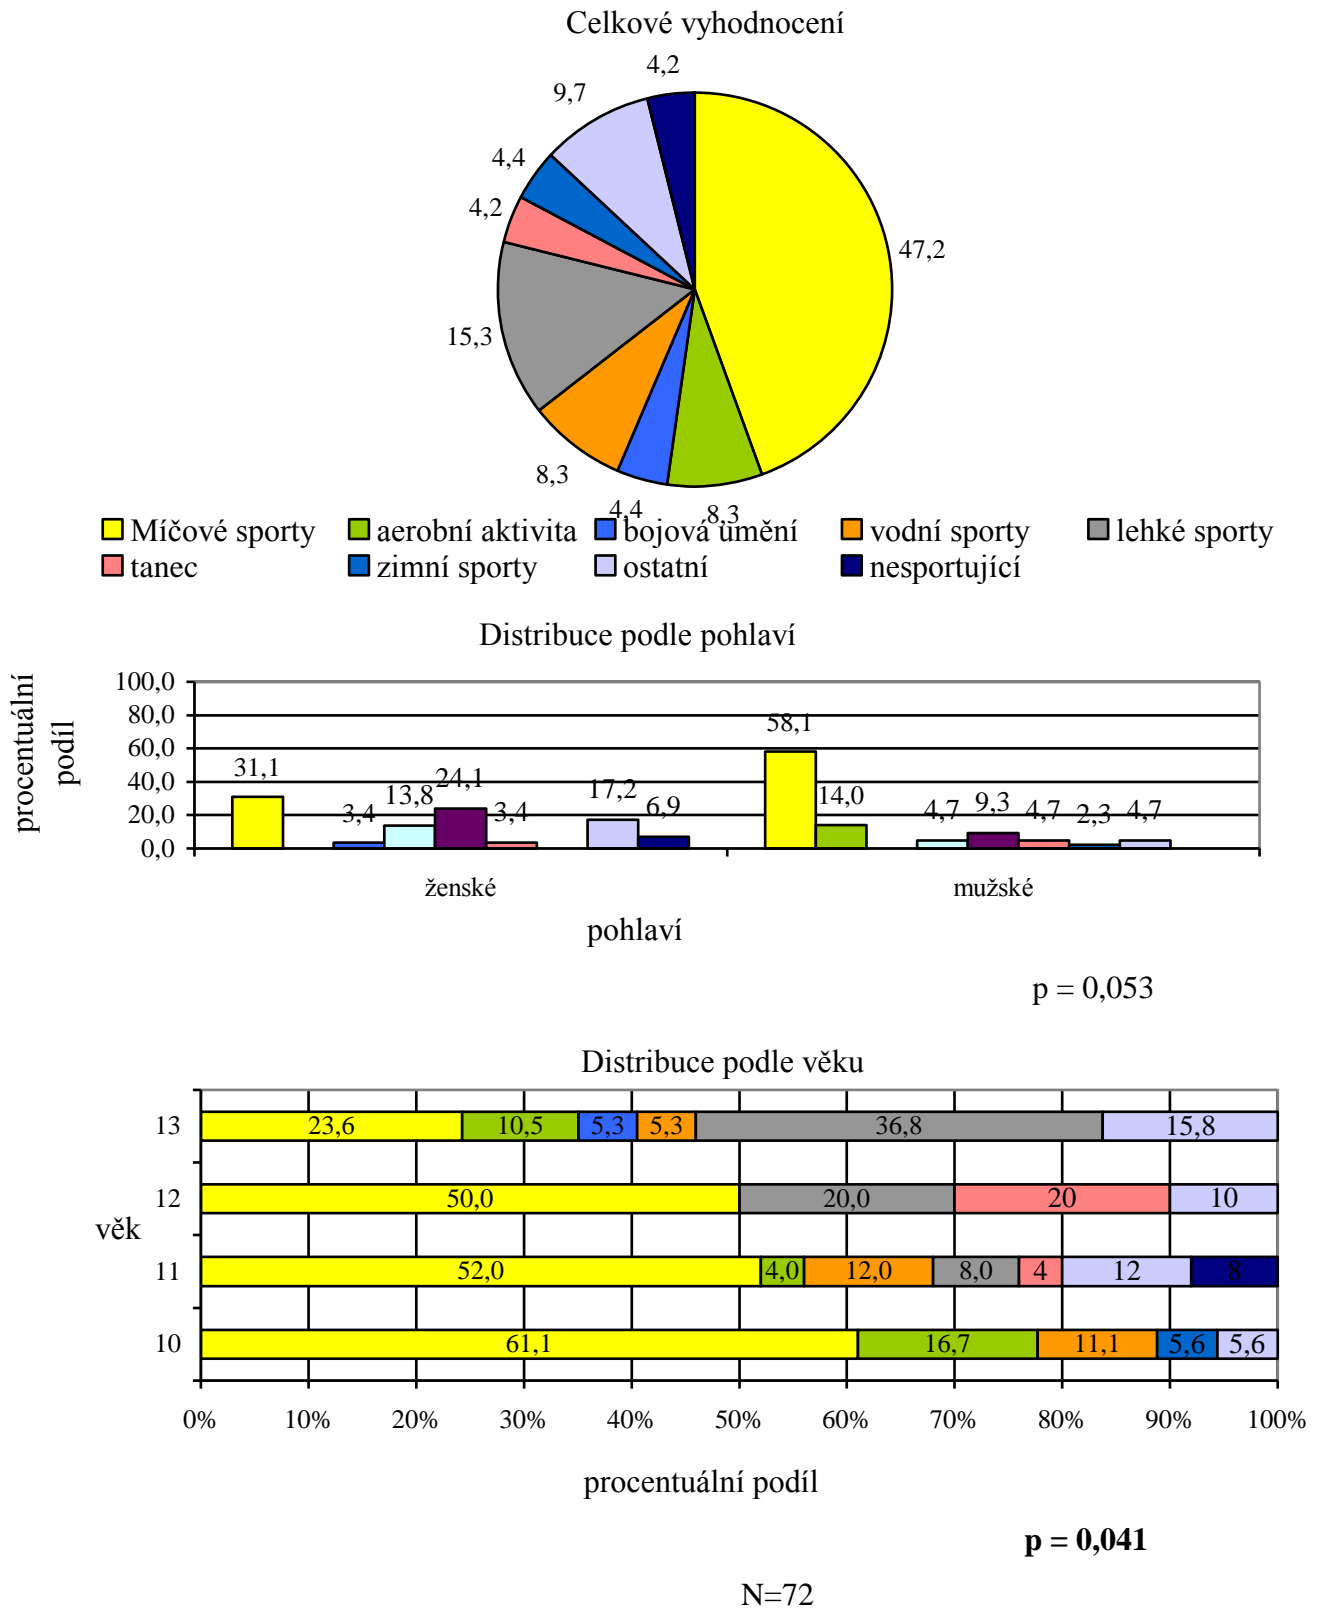 Celkové vyhodnocení
4,2
9,7
4,4
4,2
47,2
15,3
8,3
4,4
8,3
Míčové sporty aerobní aktivita bojová umění vodní sporty lehké sporty
tanec zimní sporty ostatní nesportující
Distribuce podle pohlaví
procentuální
podíl
100,0
80,0
60,0
40,0
20,0
0,0
31,1 3,4 13,8 24,1 3,4 17,2 6,9 58,1 14,0 4,7 9,3 4,7 2,3 4,7
ženské mužské
pohlaví
p = 0,053
Distribuce podle věku
13 23,6 10,5 5,3 5,3 36,8 15,8
12 50,0 20,0 20 10
věk
11 52,0 4,0 12,0 8,0 4 12 8
10 61,1 16,7 11,1 5,6 5,6
0% 10% 20% 30% 40% 50% 60% 70% 80% 90% 100%
procentuální podíl
p = 0,041
N=72